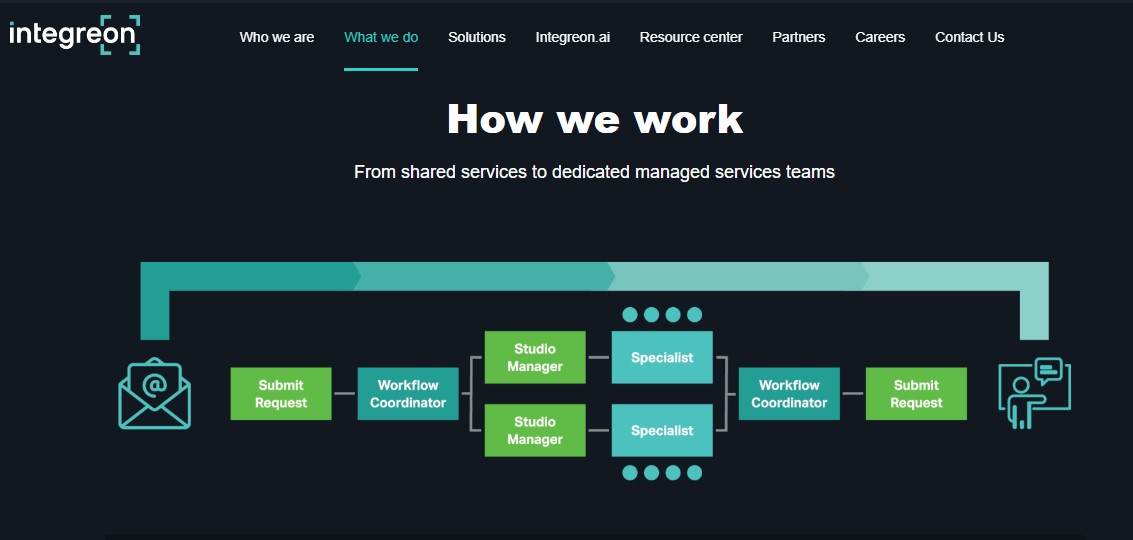 integreon
Who we are What we do Solutions Integreon.ai Resource center Partners Careers Contact Us
How we work
From shared services to dedicated managed services teams
@
Submit
Request
Workflow
Coordinator
Studio
Manager
Studio
Manager
Specialist
Specialist
Workflow
Coordinator
Submit
Request